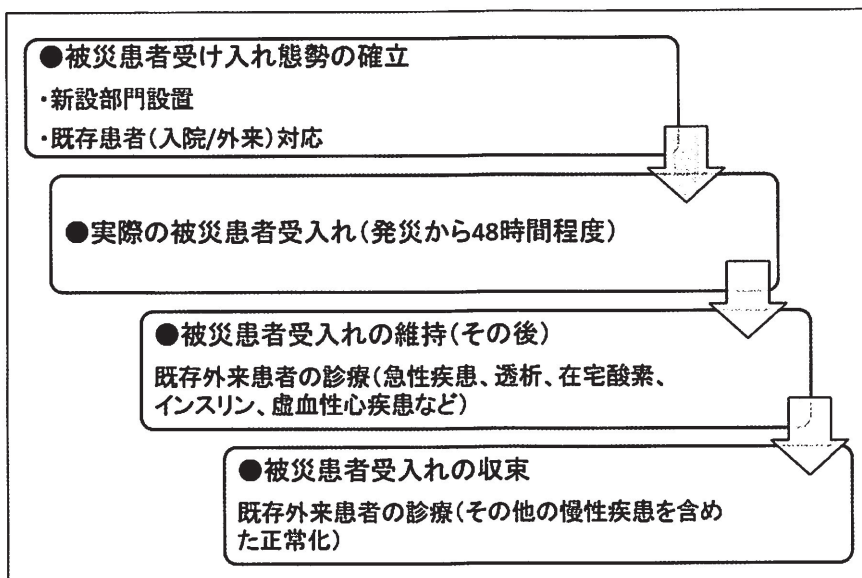 ●被災患者受け入れ態勢の確立
・新設部門設置
・既存患者(入院/外来)対応
●実際の被災患者受入れ(発災から48時間程度)
●被災患者受入れの維持(その後)
既存外来患者の診療(急性疾患、透析、在宅酸素、
インスリン、虚血性心疾患など)
●被災患者受入れの収束
既存外来患者の診療(その他の慢性疾患を含め
た正常化)